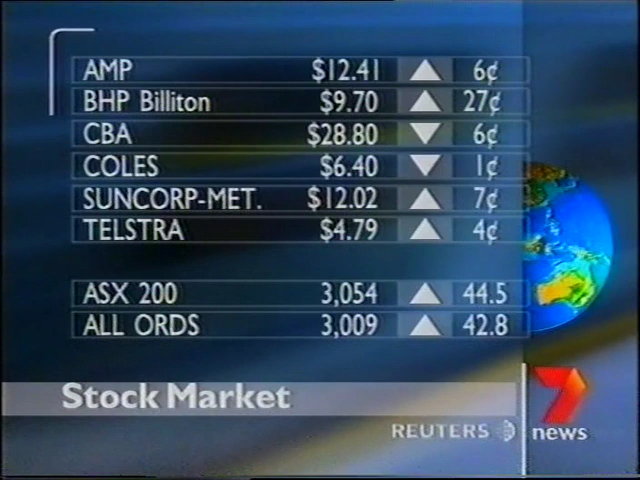 AMP $12.41 ▲ 6¢
BHP Billiton $9.70 ▲ 27¢
CBA $28.80 ▼ 6¢
COLES $6.40 ▼ 1¢
SUNCORP-MET. $12.02 ▲ 7¢
TELSTRA $4.79 ▲ 4¢
ASX 200 3,054 ▲ 44.5
ALL ORDS 3,009 ▲ 42.8
Stock Market
REUTERS
7 news